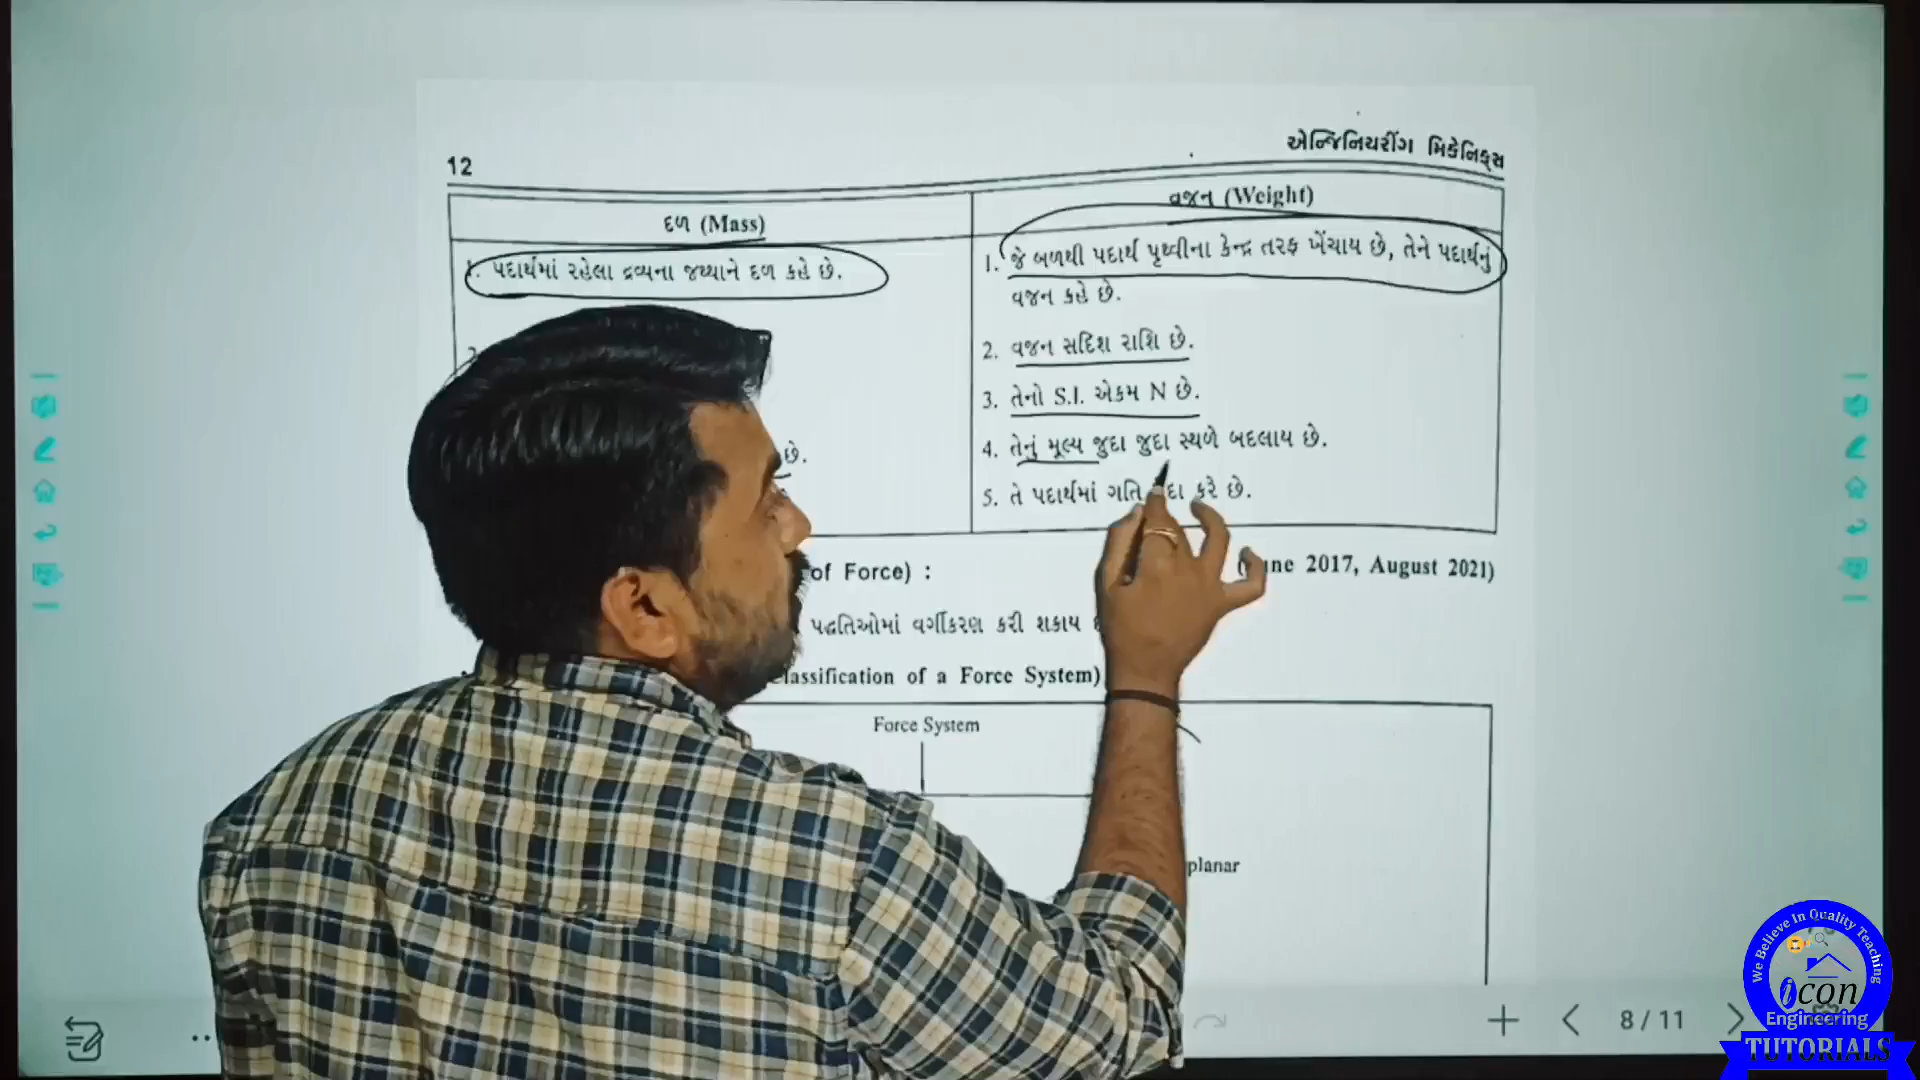 12
એન્જિનિયરીંગ મિકેનિક્સ
દળ (Mass)
વજન (Weight)
1. પદાર્થમાં રહેલા દ્રવ્યના જથ્થાને દળ કહે છે.
1. જે બળથી પદાર્થ પૃથ્વીના કેન્દ્ર તરફ ખેંચાય છે, તેને પદાર્થનું
વજન કહે છે.
2. વજન સદિશ રાશિ છે.
3. તેનો S.I. એકમ N છે.
4. તેનું મૂલ્ય જુદા જુદા સ્થળે બદલાય છે.
છે.
5. તે પદાર્થમાં ગતિ કરે છે.
of Force) :
2017, August 2021)
પદ્ધતિઓમાં વર્ગીકરણ કરી શકાય
Classification of a Force System)
Force System
planar
8 / 11
We Believe In Quality Teaching
icon
Engineering
TUTORIALS